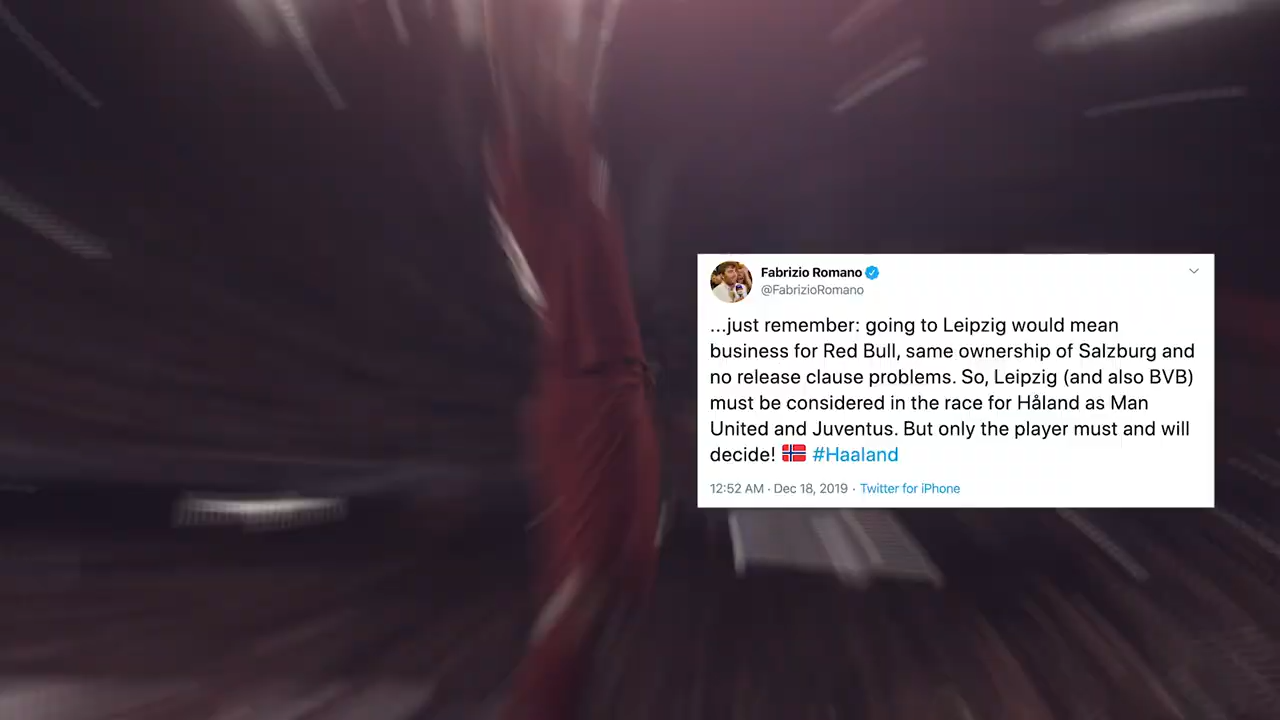 Fabrizio Romano
@FabrizioRomano
...just remember: going to Leipzig would mean
business for Red Bull, same ownership of Salzburg and
no release clause problems. So, Leipzig (and also BVB)
must be considered in the race for Håland as Man
United and Juventus. But only the player must and will
decide! 🇳🇴 #Haaland
12:52 AM · Dec 18, 2019 · Twitter for iPhone